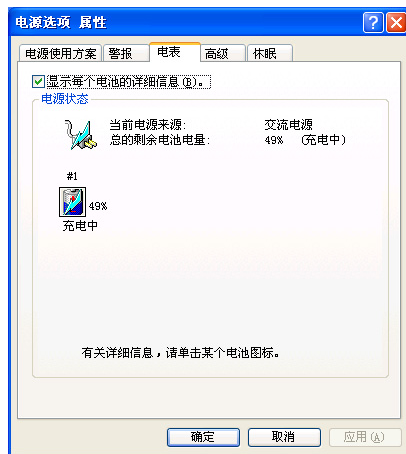 电源选项 属性
电源使用方案 警报 电表 高级 休眠
显示每个电池的详细信息(B)。
电源状态
当前电源来源: 交流电源
总的剩余电池电量: 49% (充电中)
#1
49%
充电中
有关详细信息，请单击某个电池图标。
确定 取消 应用(A)